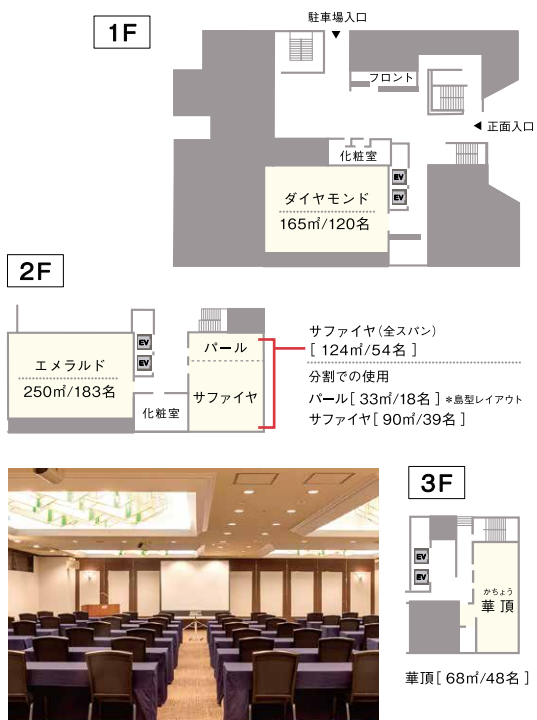 1F
駐車場入口
▼
フロント
◀ 正面入口
化粧室
EV
EV
ダイヤモンド
165㎡/120名
2F
EV
EV
エメラルド
250㎡/183名
化粧室
パール
サファイヤ
サファイヤ（全スパン）
[ 124㎡/54名 ]
分割での使用
パール[ 33㎡/18名 ] *島型レイアウト
サファイヤ[ 90㎡/39名 ]
3F
EV
EV
かちょう
華頂
華頂[ 68㎡/48名 ]